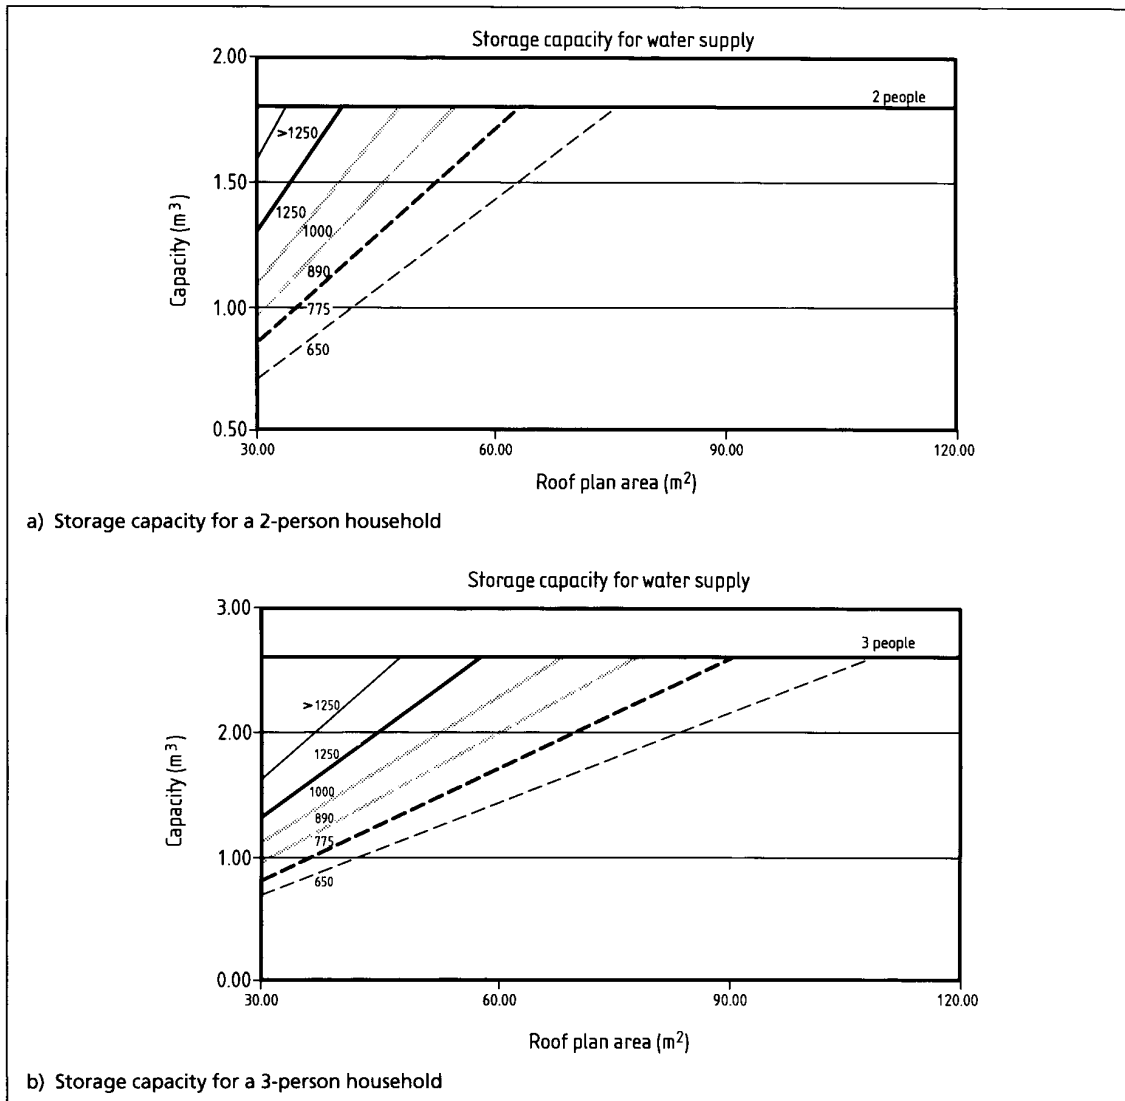 Storage capacity for water supply
2.00
2 people
>1250
1.50
1250
1000
890
1.00
775
650
0.50
30.00 60.00 90.00 120.00
Capacity (m³)
Roof plan area (m²)
a) Storage capacity for a 2-person household
Storage capacity for water supply
3.00
3 people
>1250
2.00
1250
1000
890
775
1.00
650
0.00
30.00 60.00 90.00 120.00
Capacity (m³)
Roof plan area (m²)
b) Storage capacity for a 3-person household